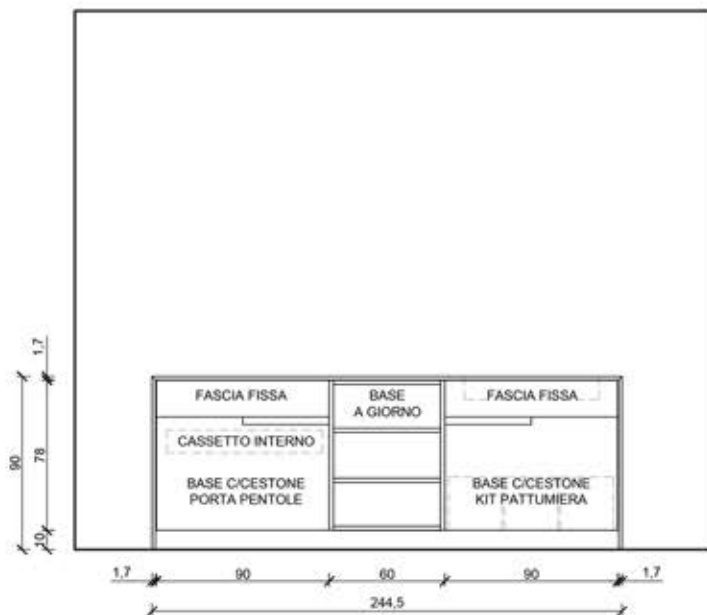 1,7
FASCIA FISSA
BASE
A GIORNO
FASCIA FISSA
CASSETTO INTERNO
90
78
BASE C/CESTONE
PORTA PENTOLE
BASE C/CESTONE
KIT PATTUMIERA
10
1,7
90
60
90
1,7
244,5